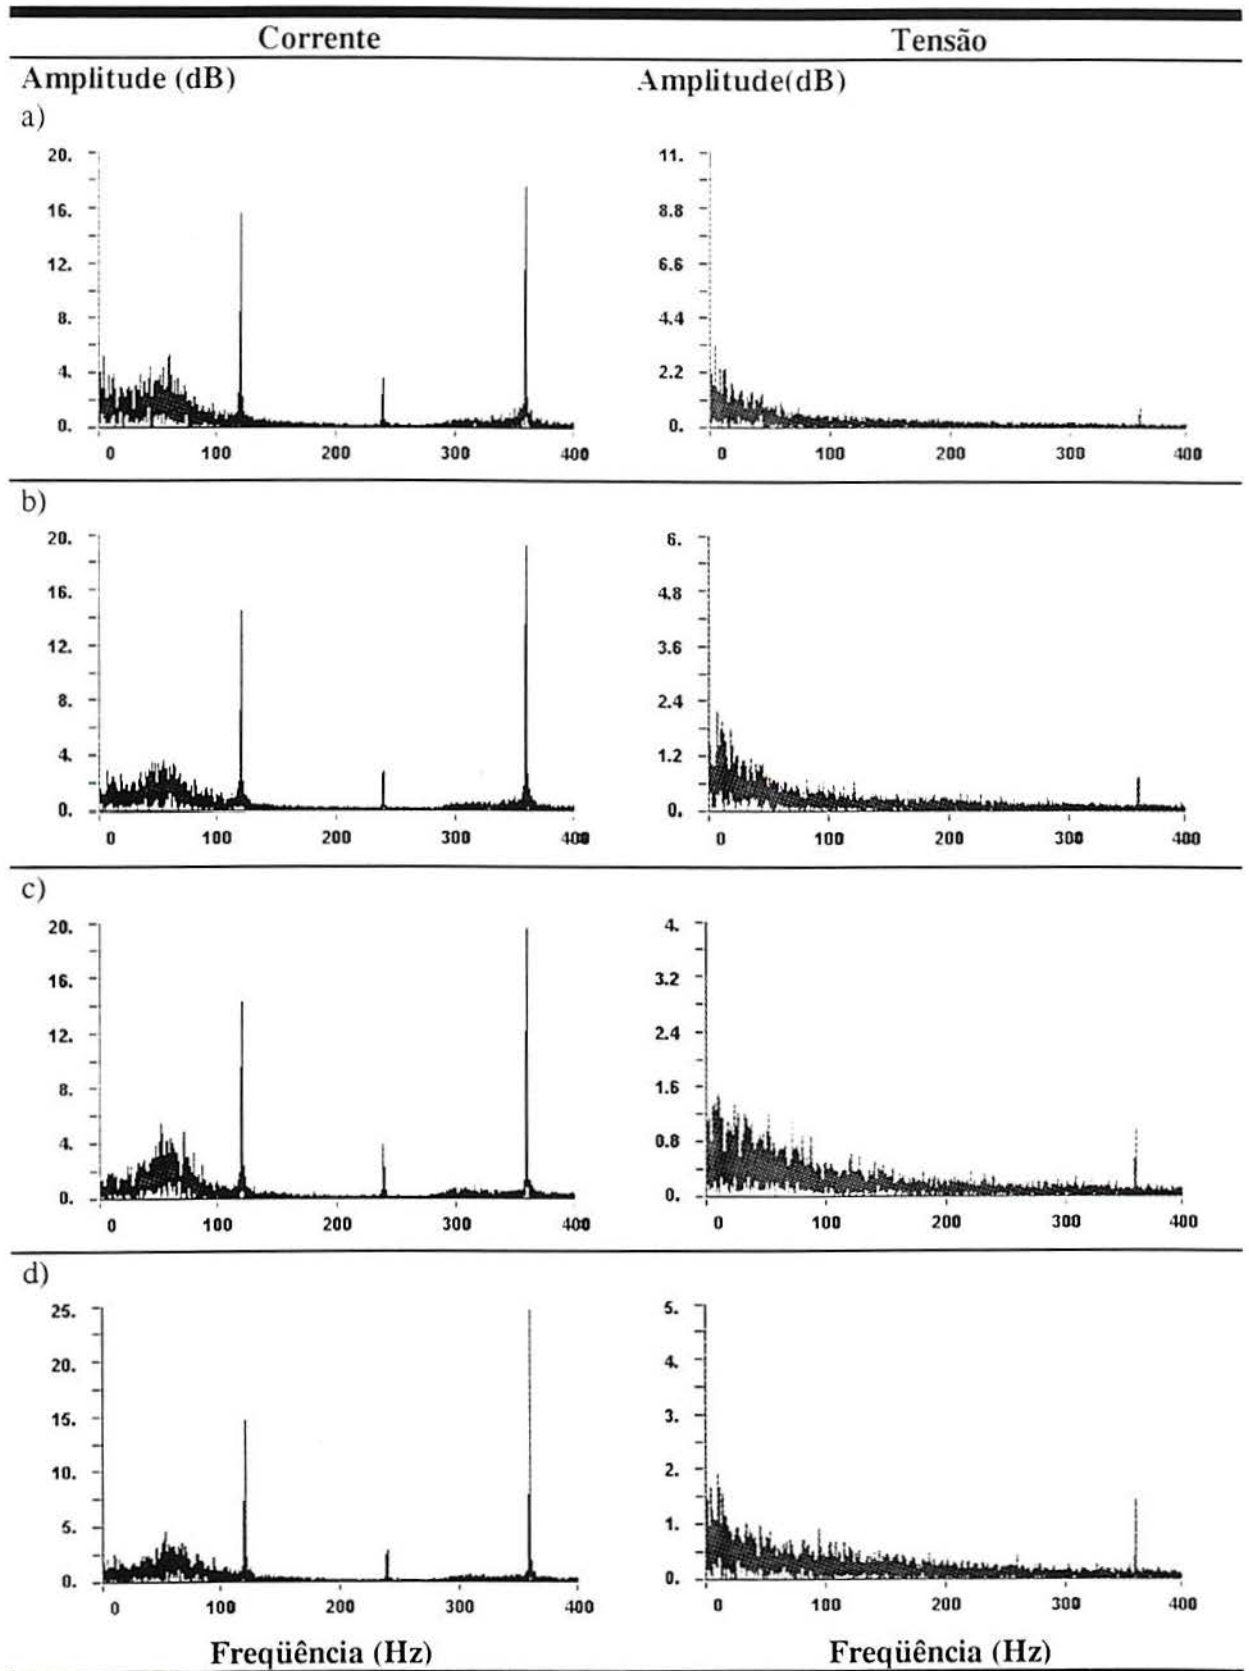 Corrente Tensão
Amplitude (dB) Amplitude(dB)
a)
20. 11.
16. 8.8
12. 6.6
8. 4.4
4. 2.2
0. 0.
0 100 200 300 400 0 100 200 300 400
b)
20. 6.
16. 4.8
12. 3.6
8. 2.4
4. 1.2
0. 0.
0 100 200 300 400 0 100 200 300 400
c)
20. 4.
16. 3.2
12. 2.4
8. 1.6
4. 0.8
0. 0.
0 100 200 300 400 0 100 200 300 400
d)
25. 5.
20. 4.
15. 3.
10. 2.
5. 1.
0. 0.
0 100 200 300 400 0 100 200 300 400
Freqüência (Hz) Freqüência (Hz)